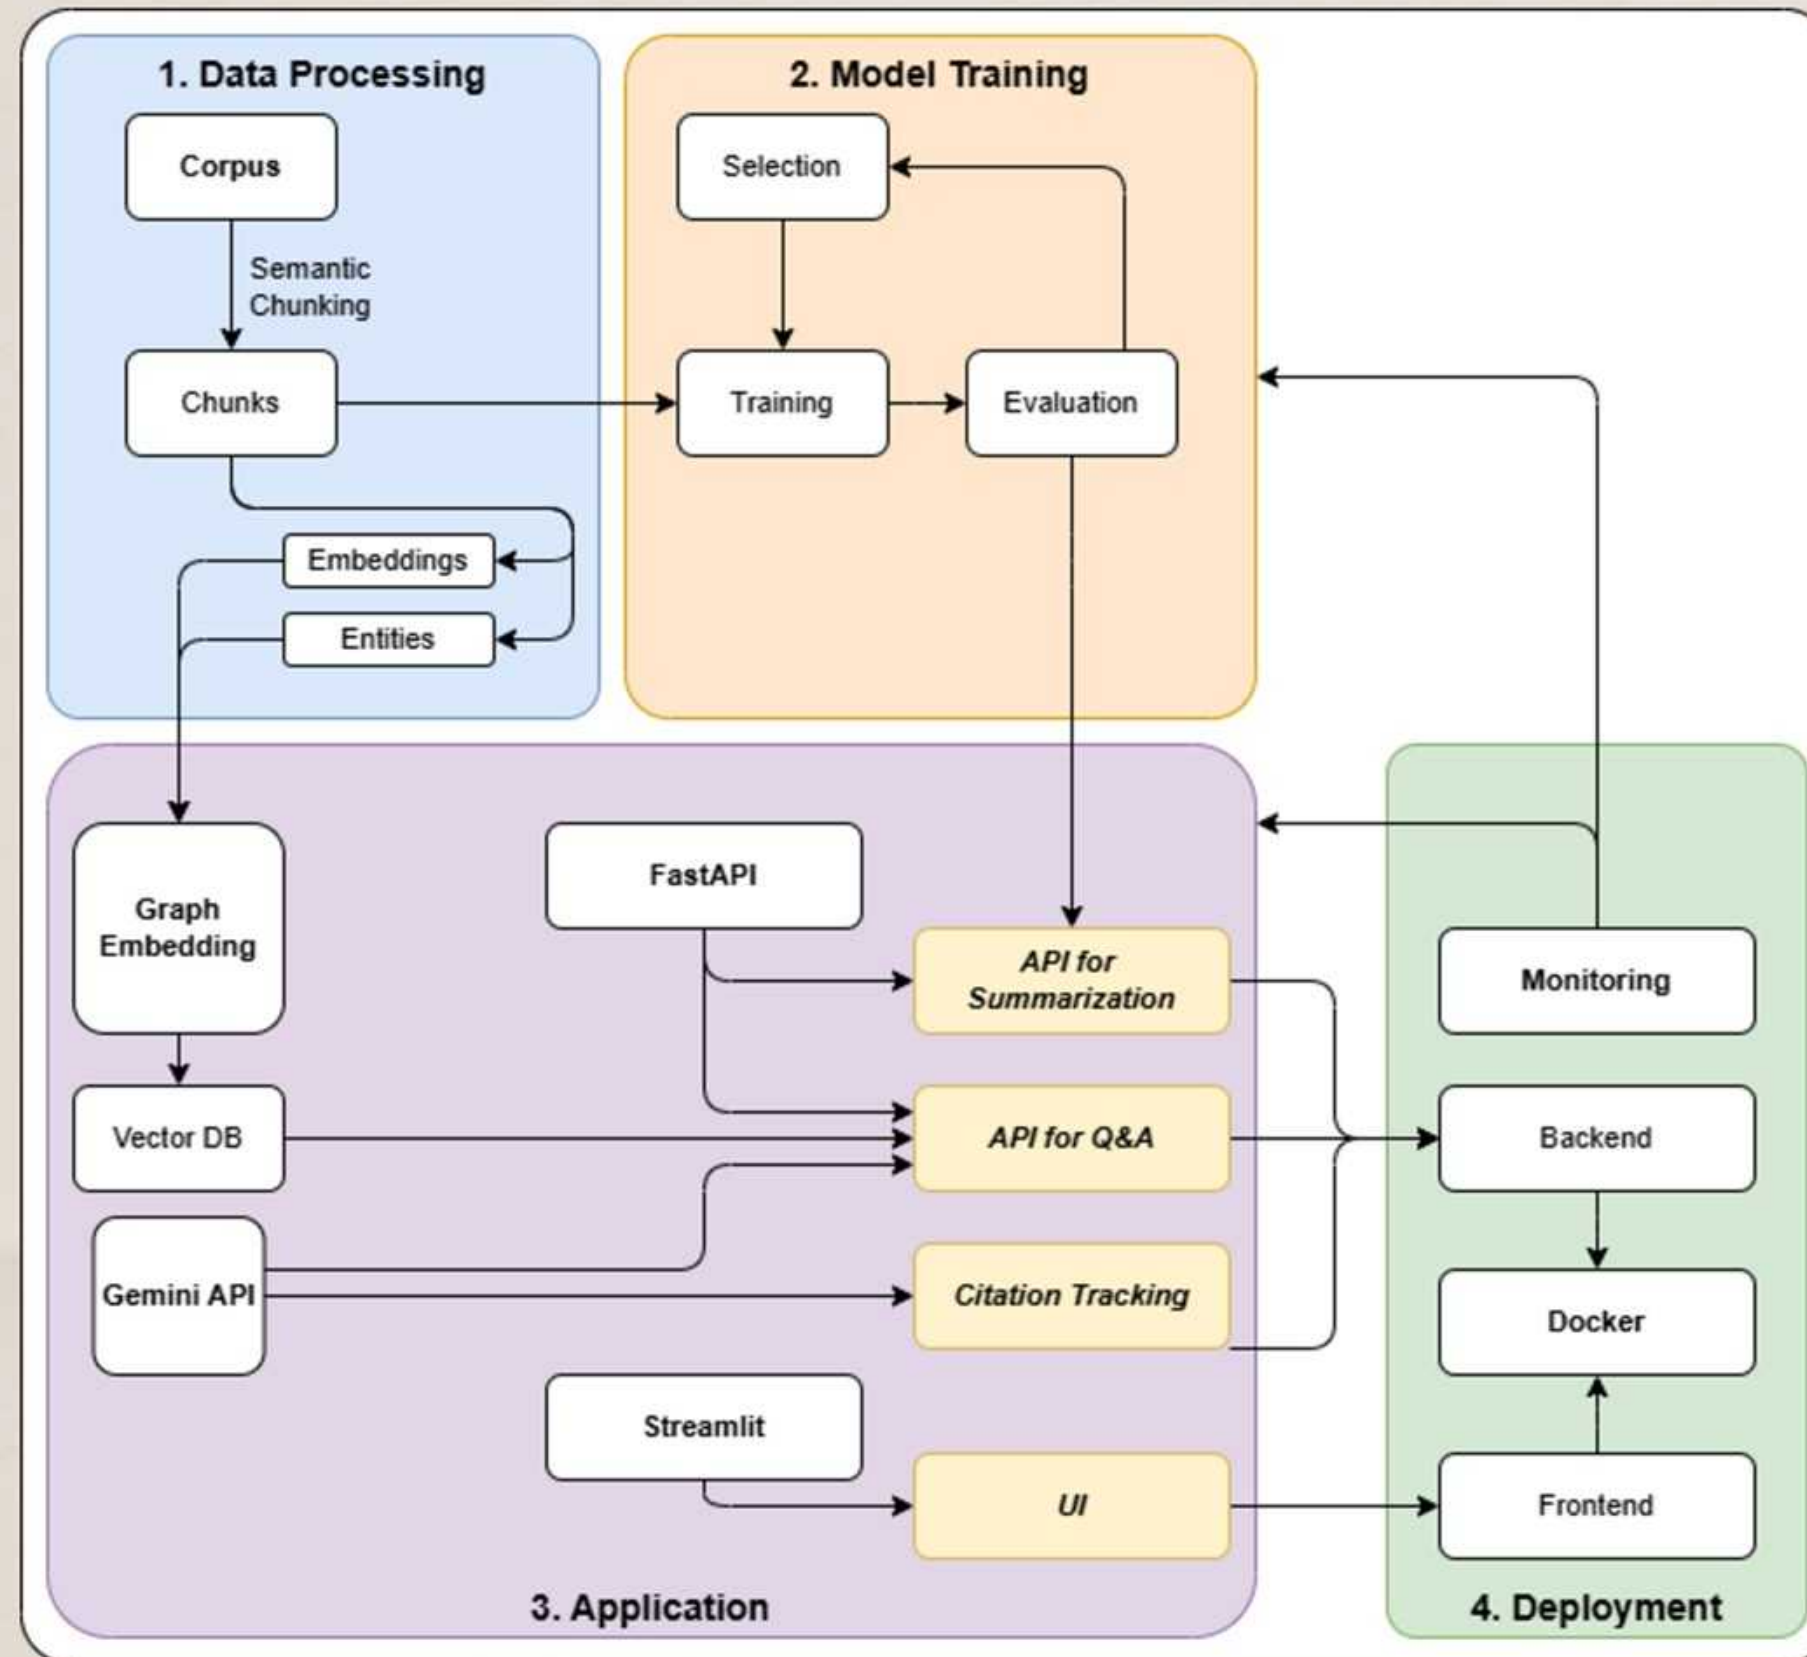 1. Data Processing
Corpus
Semantic
Chunking
Chunks
Embeddings
Entities
2. Model Training
Selection
Training
Evaluation
Graph
Embedding
Vector DB
Gemini API
FastAPI
Streamlit
API for
Summarization
API for Q&A
Citation Tracking
UI
3. Application
Monitoring
Backend
Docker
Frontend
4. Deployment